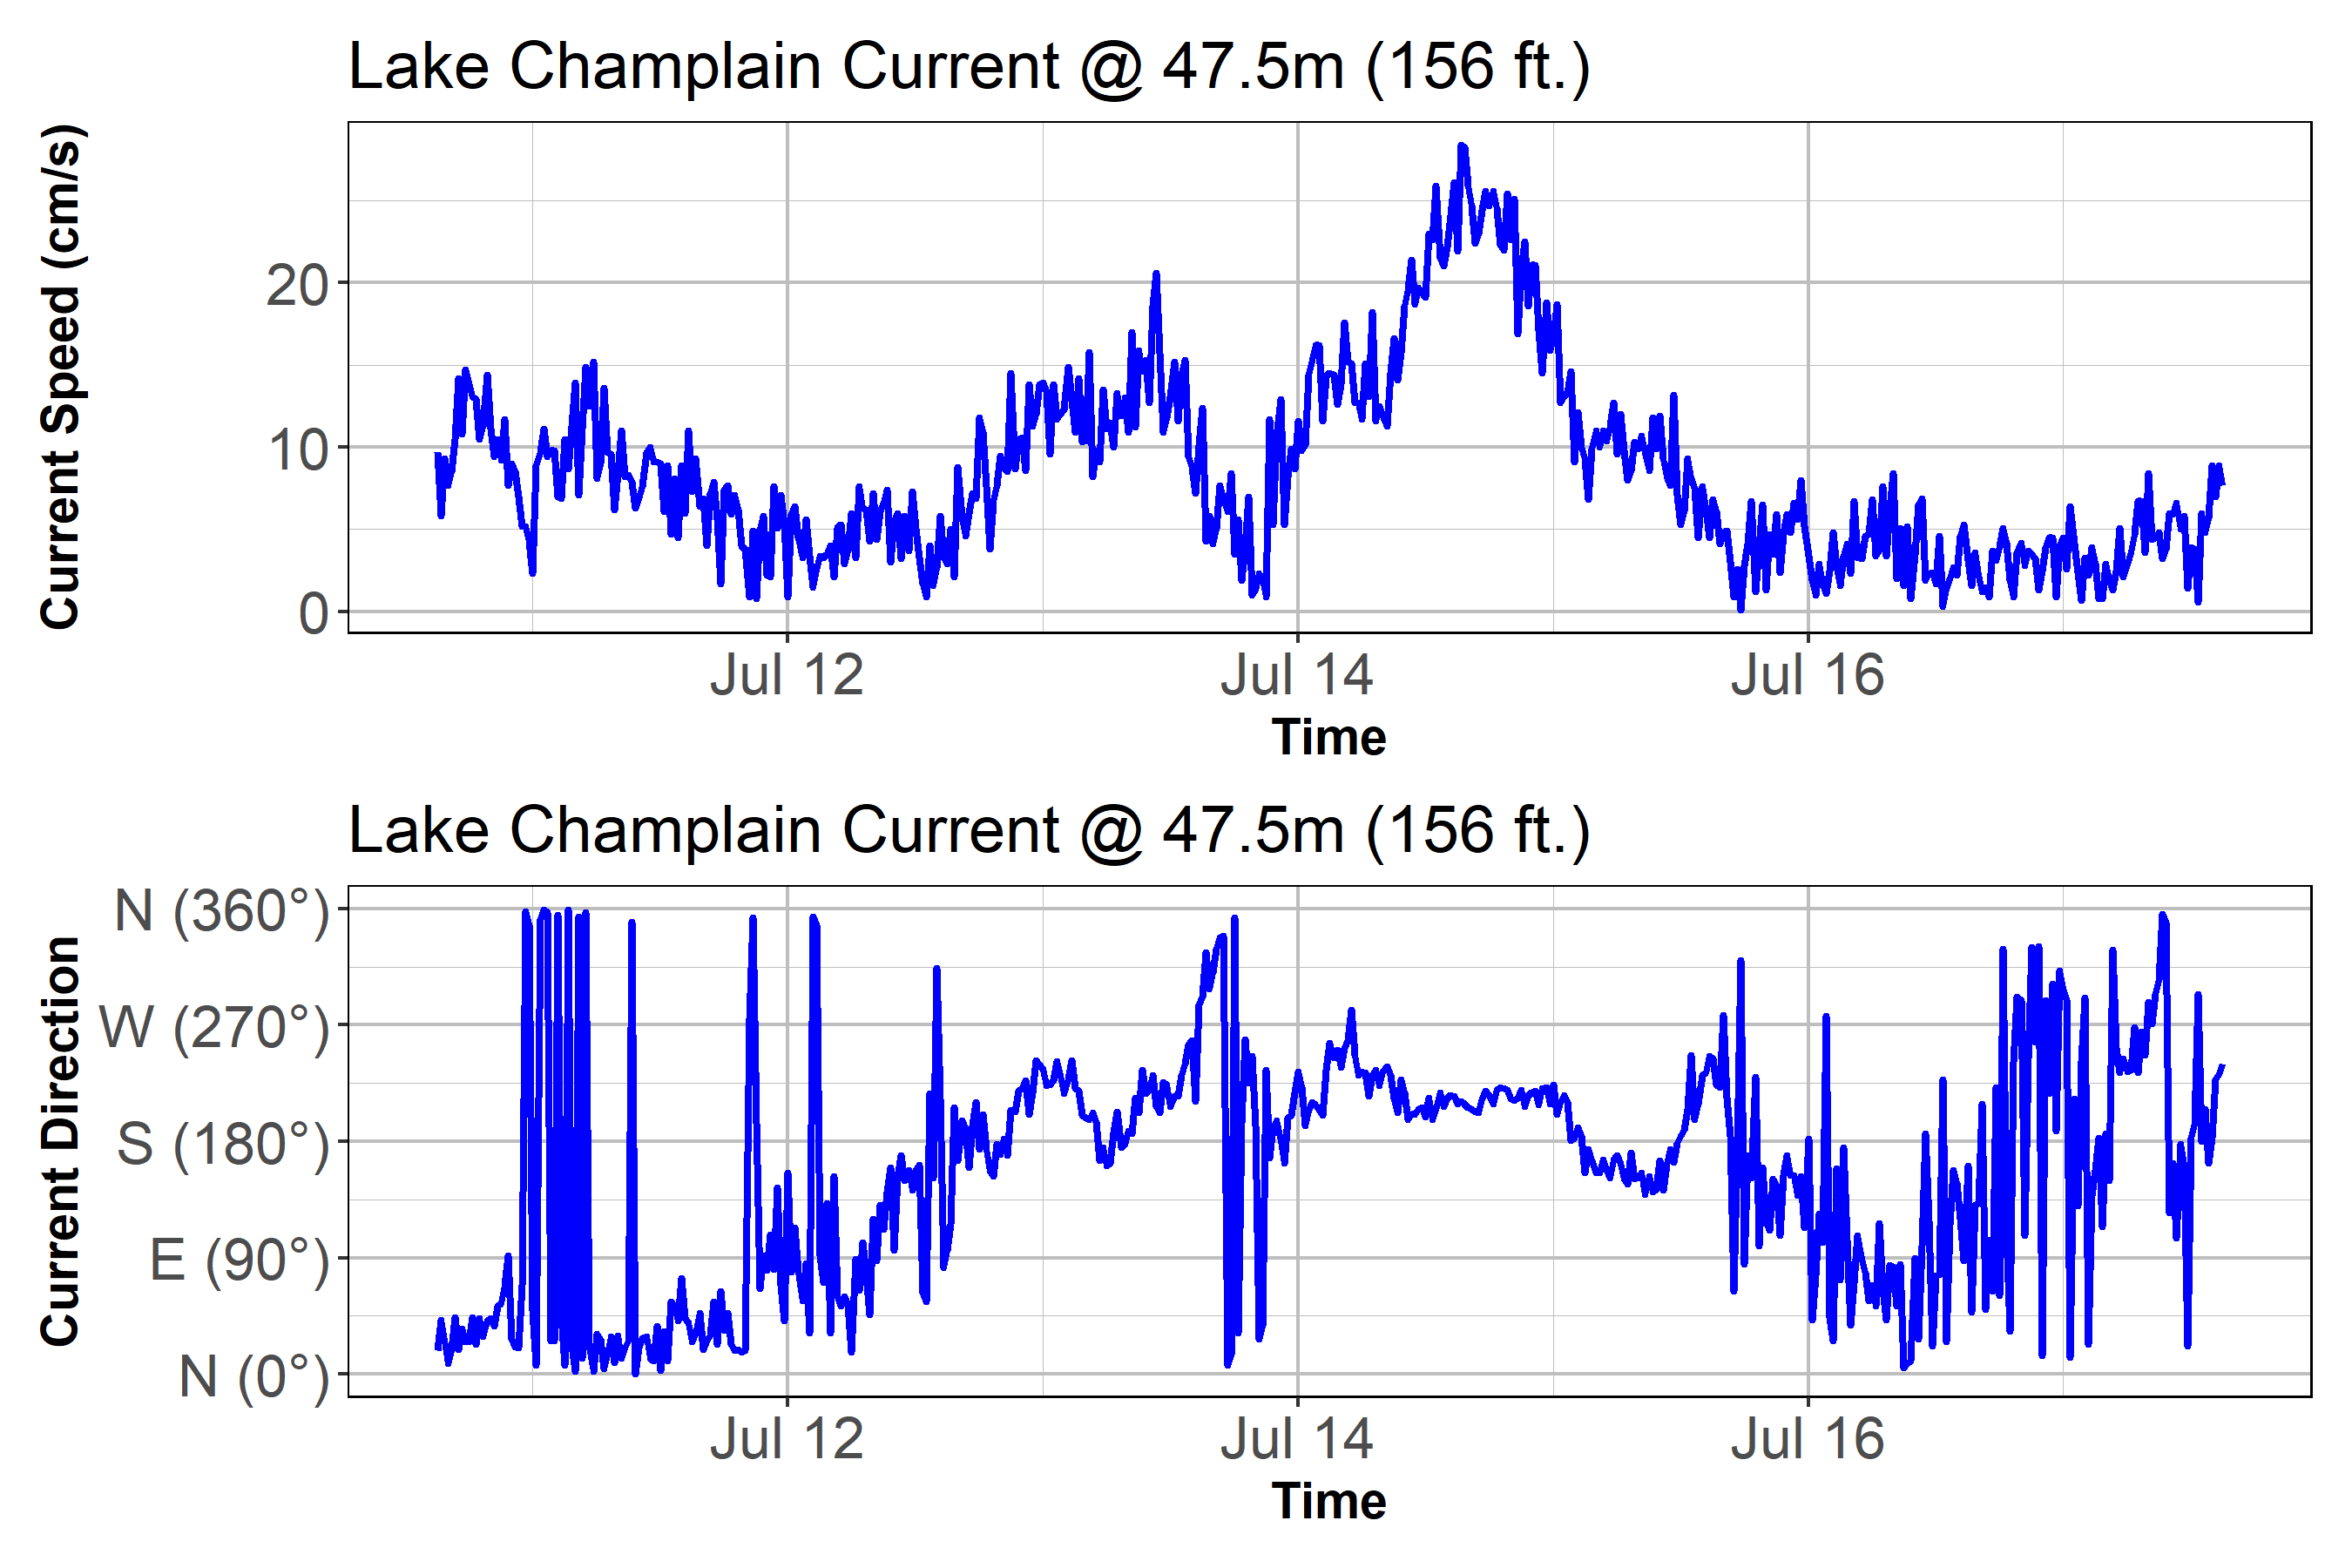 Lake Champlain Current @ 47.5m (156 ft.)
Current Speed (cm/s)
20
10
0
Jul 12 Jul 14 Jul 16
Time
Lake Champlain Current @ 47.5m (156 ft.)
Current Direction
N (360°)
W (270°)
S (180°)
E (90°)
N (0°)
Jul 12 Jul 14 Jul 16
Time